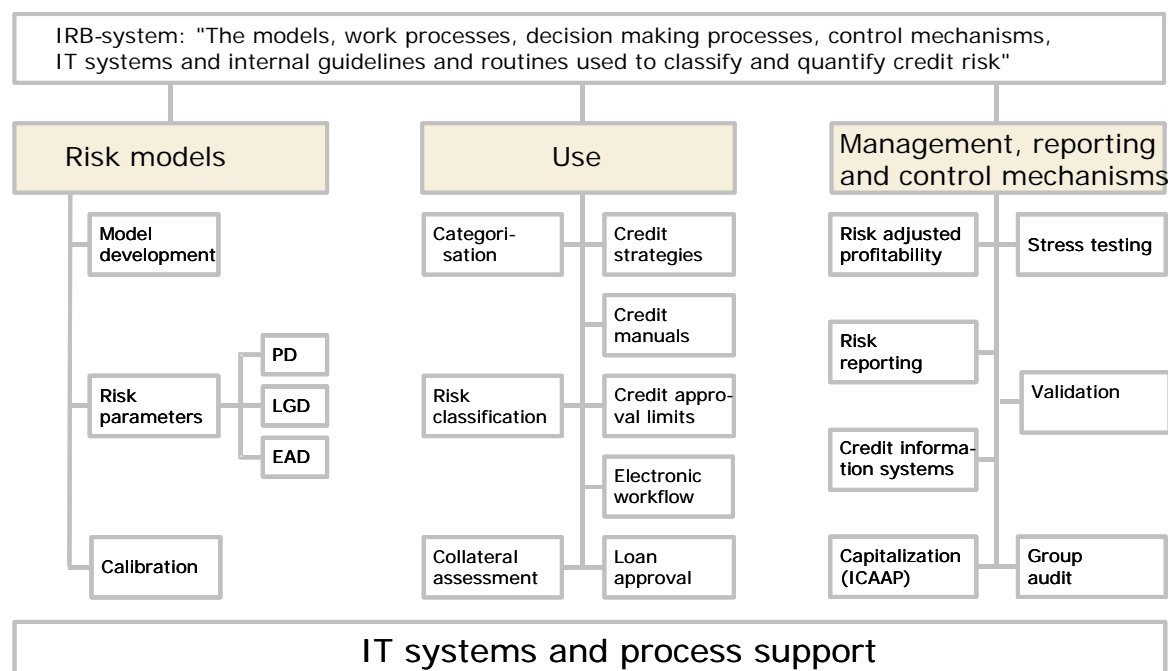 IRB-system: "The models, work processes, decision making processes, control mechanisms,
IT systems and internal guidelines and routines used to classify and quantify credit risk"
Risk models
Model
development
Risk
parameters
PD
LGD
EAD
Calibration
Use
Categori-
sation
Credit
strategies
Credit
manuals
Risk
classification
Credit appro-
val limits
Electronic
workflow
Collateral
assessment
Loan
approval
Management, reporting
and control mechanisms
Risk adjusted
profitability
Stress testing
Risk
reporting
Validation
Credit informa-
tion systems
Capitalization
(ICAAP)
Group
audit
IT systems and process support